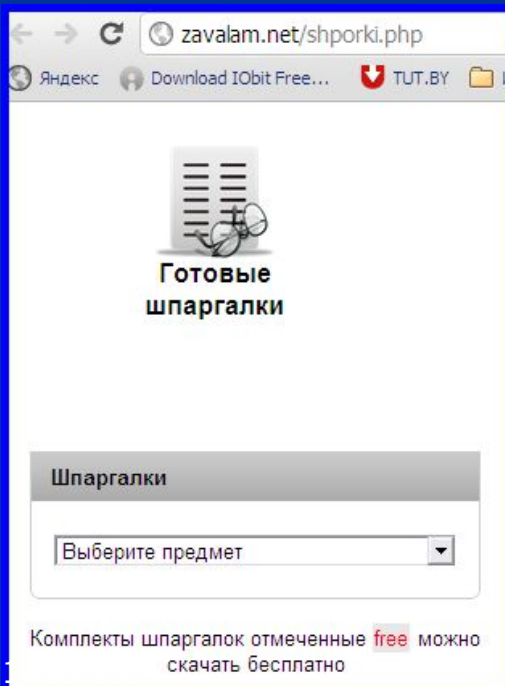 zavalam.net/shporki.php
Яндекс Download IObit Free... TUT.BY
Готовые
шпаргалки
Шпаргалки
Выберите предмет
Комплекты шпаргалок отмеченные free можно
скачать бесплатно